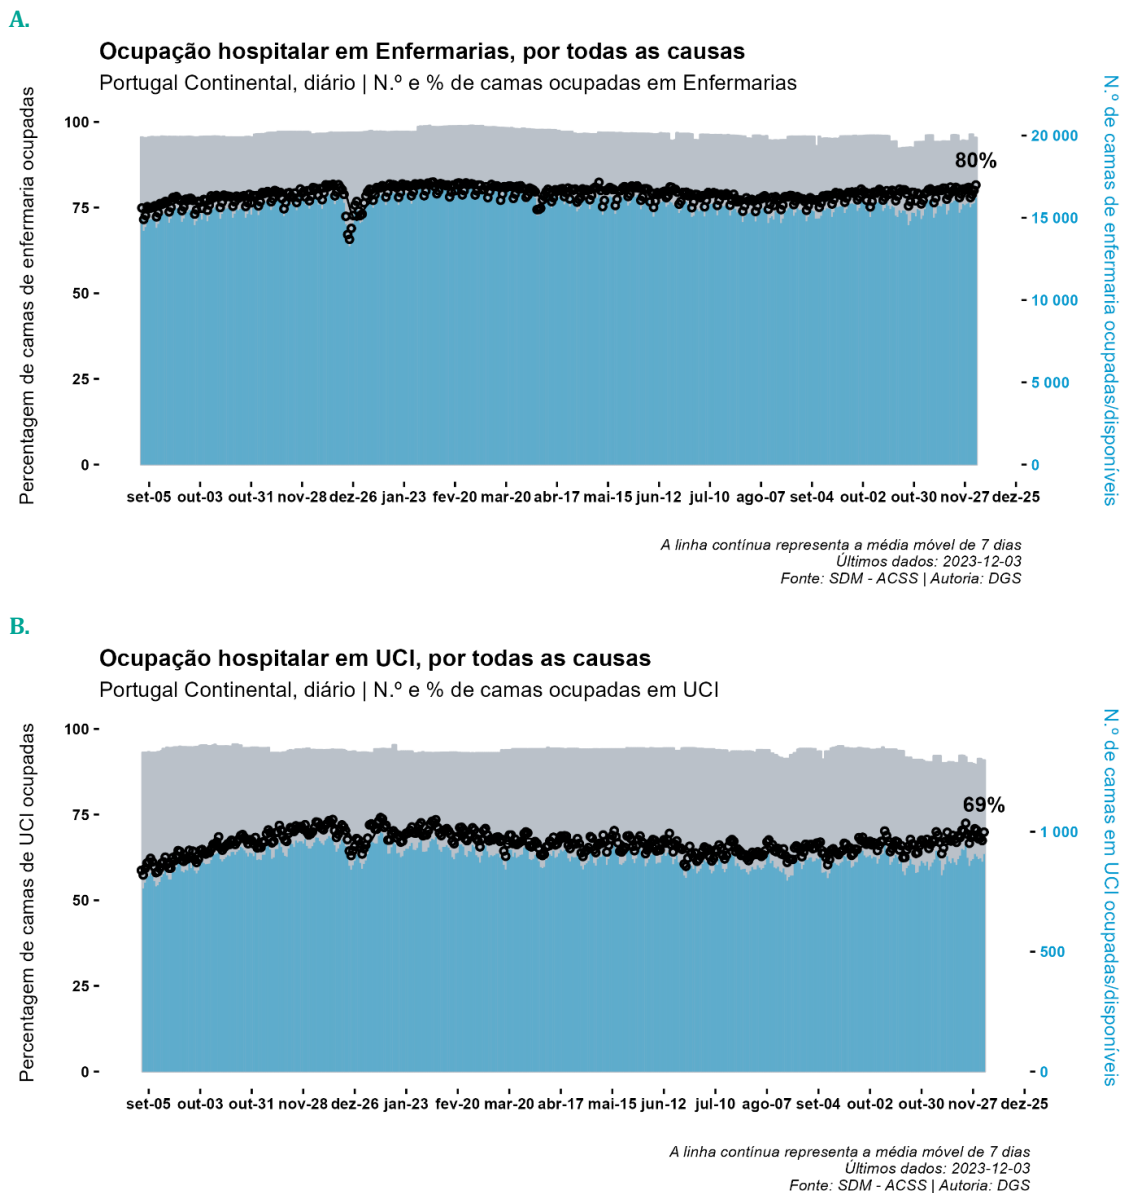 A.
Ocupação hospitalar em Enfermarias, por todas as causas
Portugal Continental, diário | N.º e % de camas ocupadas em Enfermarias
Percentagem de camas de enfermaria ocupadas
100
75
50
25
0
80%
20 000
15 000
10 000
5 000
0
N.º de camas de enfermaria ocupadas/disponíveis
set-05 out-03 out-31 nov-28 dez-26 jan-23 fev-20 mar-20 abr-17 mai-15 jun-12 jul-10 ago-07 set-04 out-02 out-30 nov-27 dez-25
A linha contínua representa a média móvel de 7 dias
Últimos dados: 2023-12-03
Fonte: SDM - ACSS | Autoria: DGS
B.
Ocupação hospitalar em UCI, por todas as causas
Portugal Continental, diário | N.º e % de camas ocupadas em UCI
Percentagem de camas de UCI ocupadas
100
75
50
25
0
69%
1 000
500
0
N.º de camas em UCI ocupadas/disponíveis
set-05 out-03 out-31 nov-28 dez-26 jan-23 fev-20 mar-20 abr-17 mai-15 jun-12 jul-10 ago-07 set-04 out-02 out-30 nov-27 dez-25
A linha contínua representa a média móvel de 7 dias
Últimos dados: 2023-12-03
Fonte: SDM - ACSS | Autoria: DGS